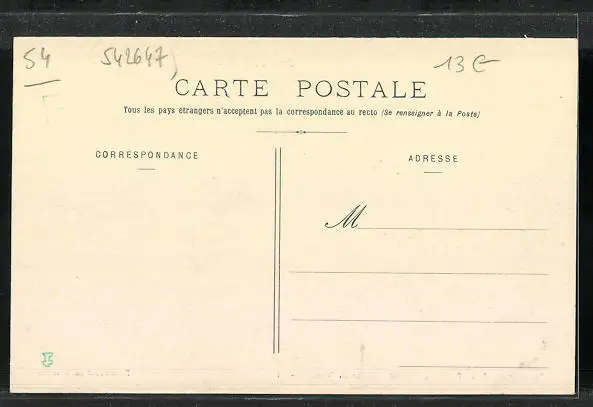 54 542647 13€
CARTE POSTALE
Tous les pays étrangers n'acceptent pas la correspondance au recto (Se renseigner à la Poste)
CORRESPONDANCE
ADRESSE
M